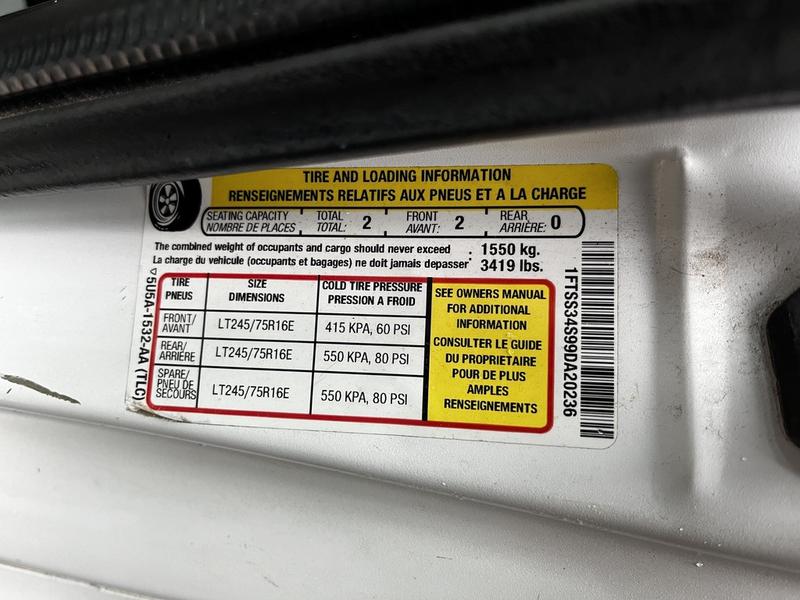 TIRE AND LOADING INFORMATION
RENSEIGNEMENTS RELATIFS AUX PNEUS ET A LA CHARGE
SEATING CAPACITY TOTAL 2 FRONT 2 REAR 0
NOMBRE DE PLACES TOTAL: AVANT: ARRIÈRE:
The combined weight of occupants and cargo should never exceed : 1550 kg.
La charge du vehicule (occupants et bagages) ne doit jamais depasser 3419 lbs.
TIRE SIZE COLD TIRE PRESSURE
PNEUS DIMENSIONS PRESSION A FROID
FRONT/ AVANT LT245/75R16E 415 KPA, 60 PSI
REAR/ ARRIÈRE LT245/75R16E 550 KPA, 80 PSI
SPARE/ PNEU DE SECOURS LT245/75R16E 550 KPA, 80 PSI
SEE OWNERS MANUAL
FOR ADDITIONAL
INFORMATION
CONSULTER LE GUIDE
DU PROPRIETAIRE
POUR DE PLUS
AMPLES
RENSEIGNEMENTS
5U5A-1532-AA (TLC)
1FTSS34S99DA20236